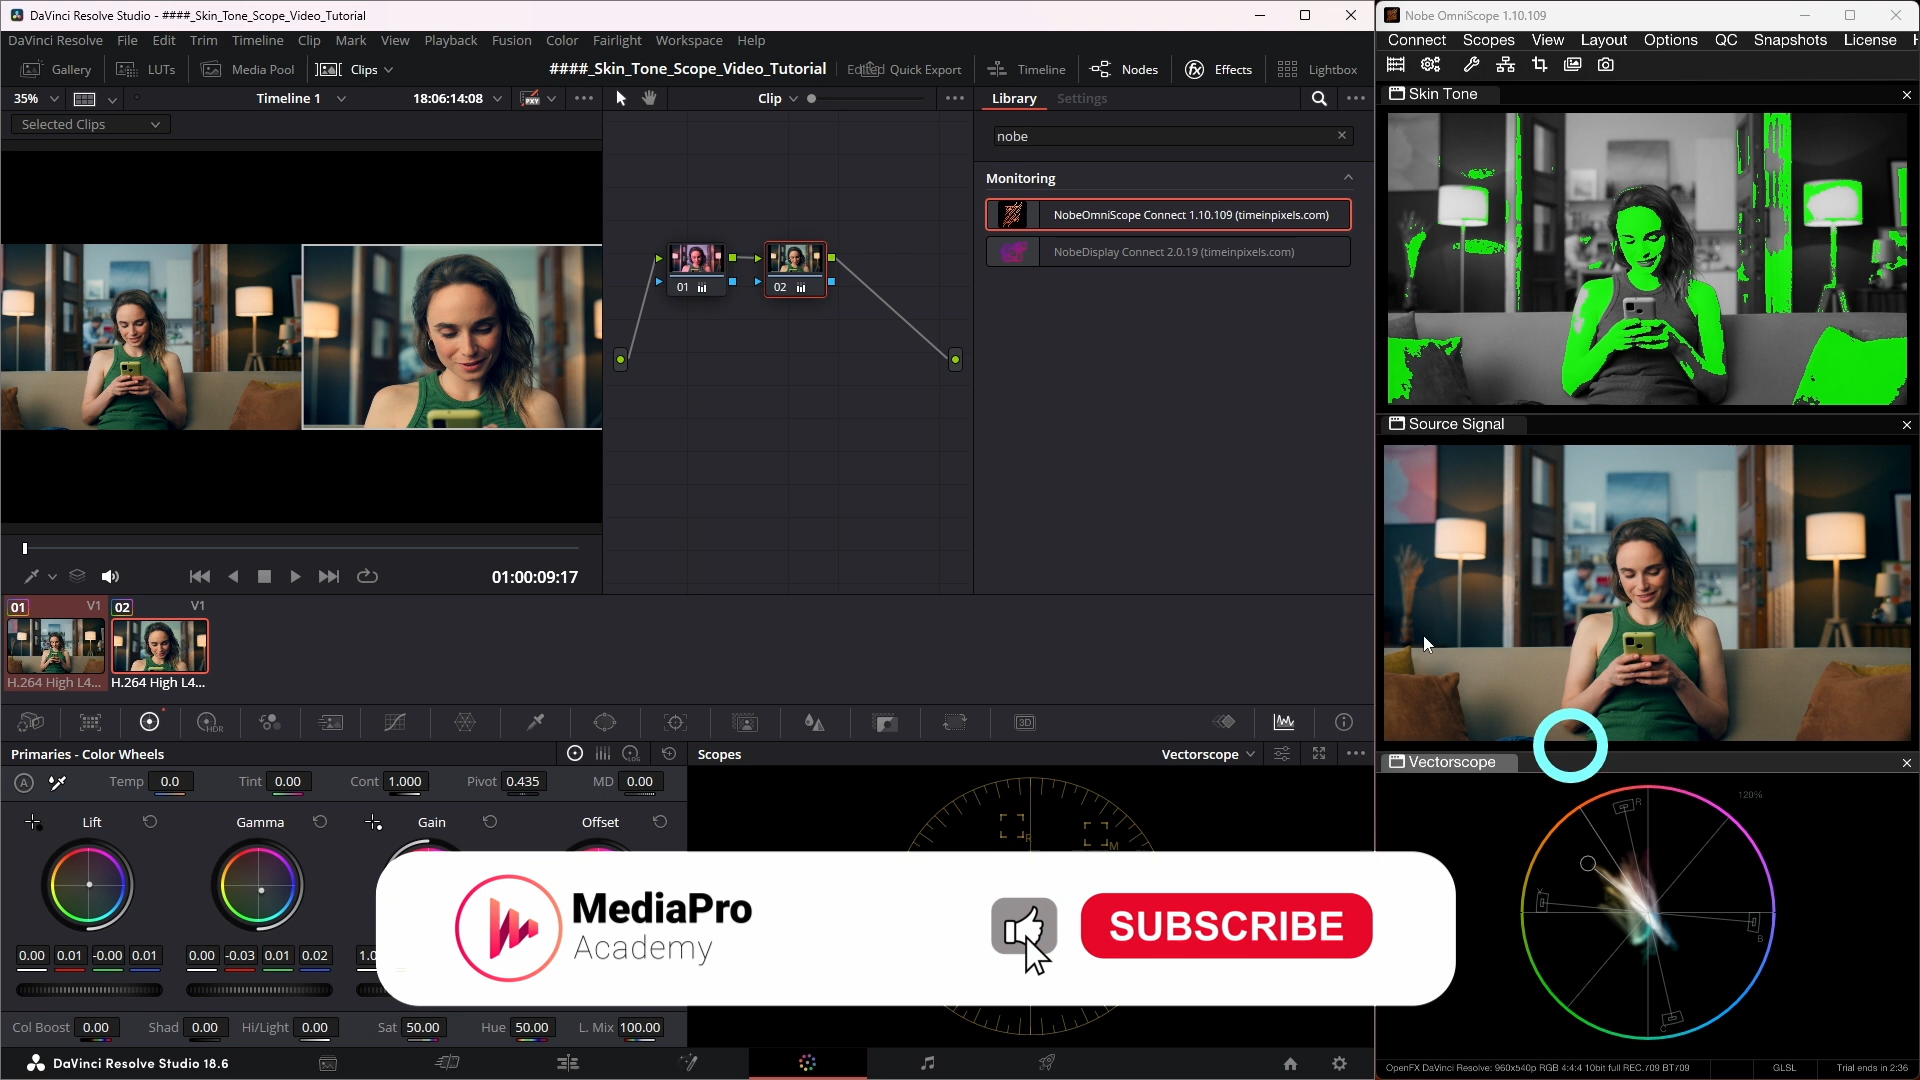 DaVinci Resolve Studio - ####_Skin_Tone_Scope_Video_Tutorial
DaVinci Resolve File Edit Trim Timeline Clip Mark View Playback Fusion Color Fairlight Workspace Help
Gallery LUTs Media Pool Clips ####_Skin_Tone_Scope_Video_Tutorial Quick Export Timeline Nodes Effects Lightbox
35% Timeline 1 18:06:14:08 PXY Clip Library Settings
Selected Clips
nobe
Monitoring
NobeOmniScope Connect 1.10.109 (timeinpixels.com)
NobeDisplay Connect 2.0.19 (timeinpixels.com)
01 02
01:00:09:17
01 V1 02 V1
H.264 High L4... H.264 High L4...
HDR 3D
Primaries - Color Wheels LOG Scopes Vectorscope
A Temp 0.0 Tint 0.00 Cont 1.000 Pivot 0.435 MD 0.00
Lift Gamma Gain Offset
R M
0.00 0.01 -0.00 0.01 0.00 -0.03 0.01 0.02 1.0
MediaPro
Academy
SUBSCRIBE
Col Boost 0.00 Shad 0.00 Hi/Light 0.00 Sat 50.00 Hue 50.00 L. Mix 100.00
DaVinci Resolve Studio 18.6
Nobe OmniScope 1.10.109
Connect Scopes View Layout Options QC Snapshots License
Skin Tone
Source Signal
Vectorscope
120%
R
Y
B
C
OpenFX DaVinci Resolve: 960x540p RGB 4:4:4 10bit full REC.709 BT709 GLSL Trial ends in 2:36